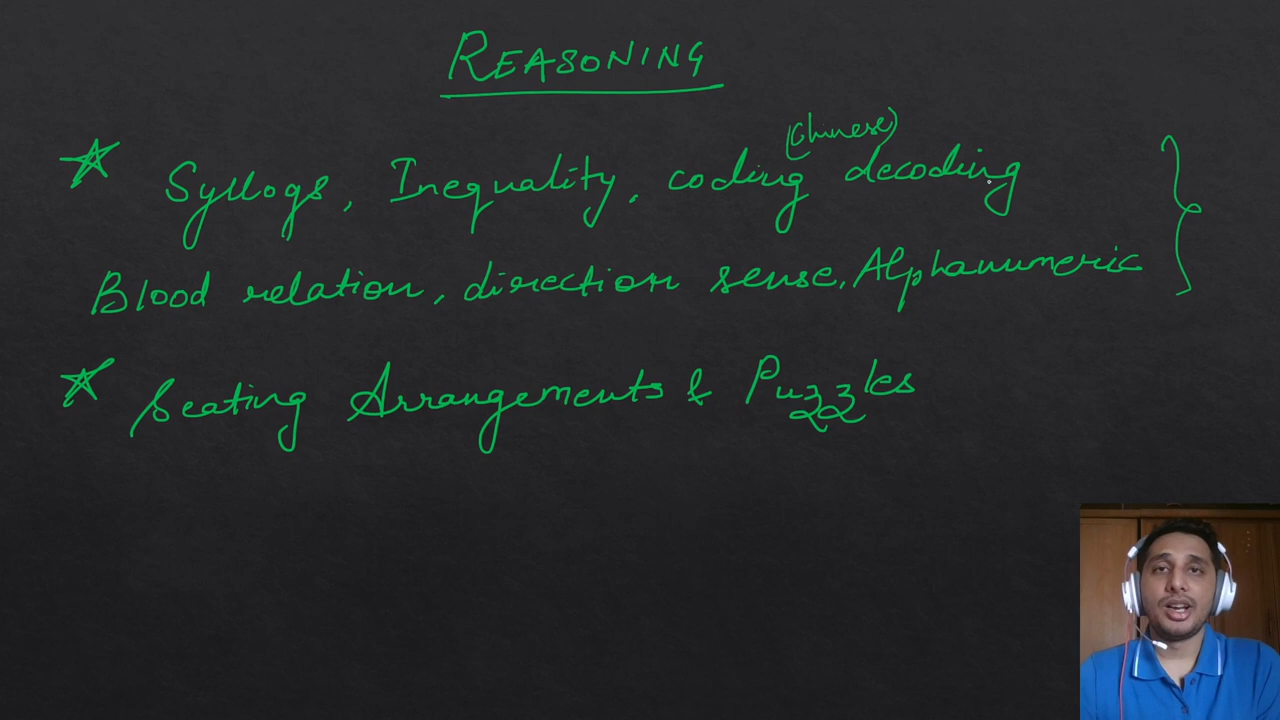 REASONING
(Chinese)
Syllogs, Inequality, coding decoding
Blood relation, direction sense, Alphanumeric
Seating Arrangements & Puzzles